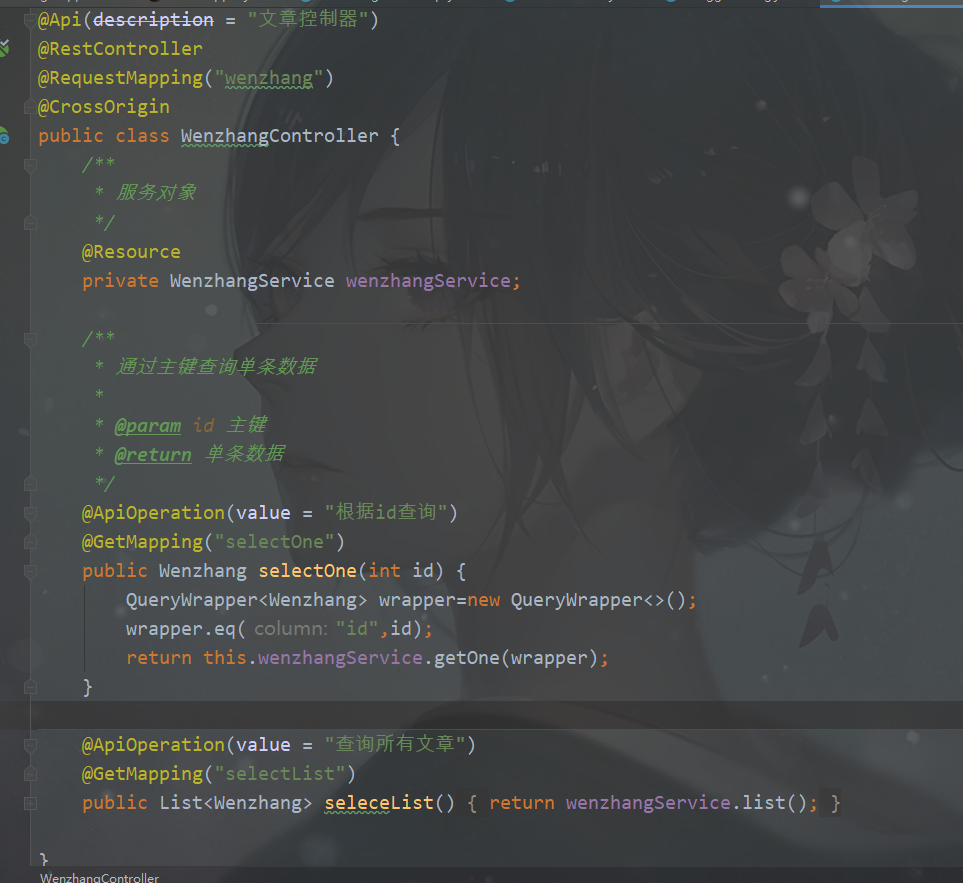 @Api(description = "文章控制器")
@RestController
@RequestMapping("wenzhang")
@CrossOrigin
public class WenzhangController {
/**
* 服务对象
*/
@Resource
private WenzhangService wenzhangService;
/**
* 通过主键查询单条数据
*
* @param id 主键
* @return 单条数据
*/
@ApiOperation(value = "根据id查询")
@GetMapping("selectOne")
public Wenzhang selectOne(int id) {
QueryWrapper<Wenzhang> wrapper=new QueryWrapper<>();
wrapper.eq( column: "id",id);
return this.wenzhangService.getOne(wrapper);
}
@ApiOperation(value = "查询所有文章")
@GetMapping("selectList")
public List<Wenzhang> seleceList() { return wenzhangService.list(); }
}
WenzhangController